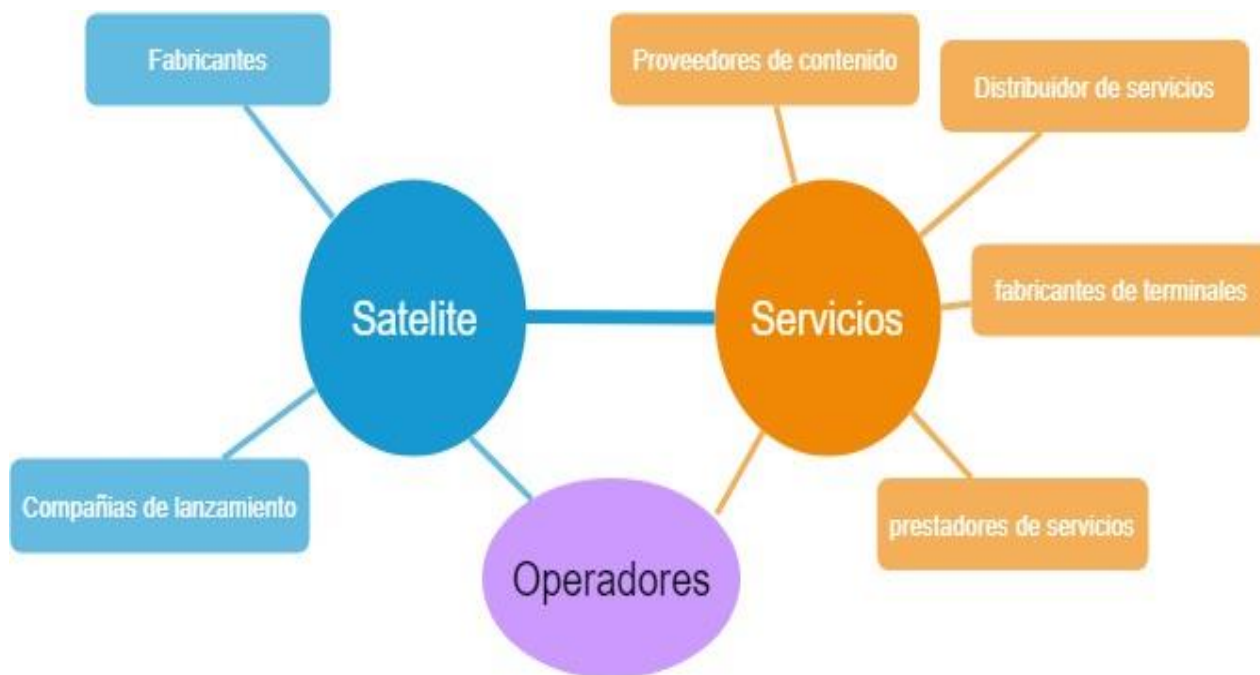 Fabricantes
Proveedores de contenido
Distribuidor de servicios
fabricantes de terminales
Satelite
Servicios
Compañias de lanzamiento
prestadores de servicios
Operadores